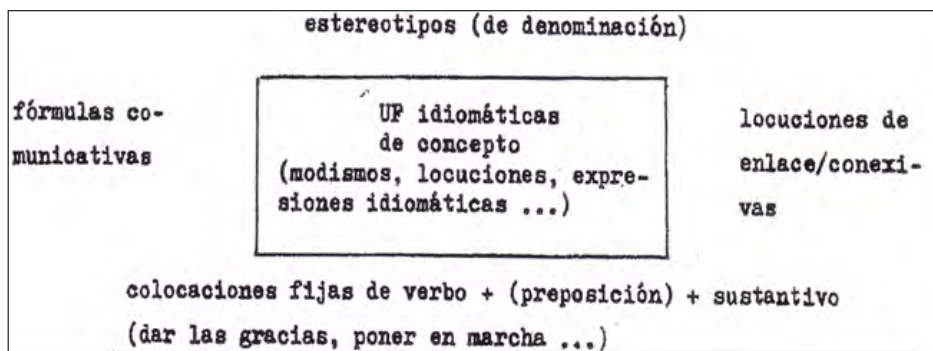 estereotipos (de denominación)
fórmulas co-
municativas
UF idiomáticas
de concepto
(modismos, locuciones, expre-
siones idiomáticas ...)
locuciones de
enlace/conexi-
vas
colocaciones fijas de verbo + (preposición) + sustantivo
(dar las gracias, poner en marcha ...)